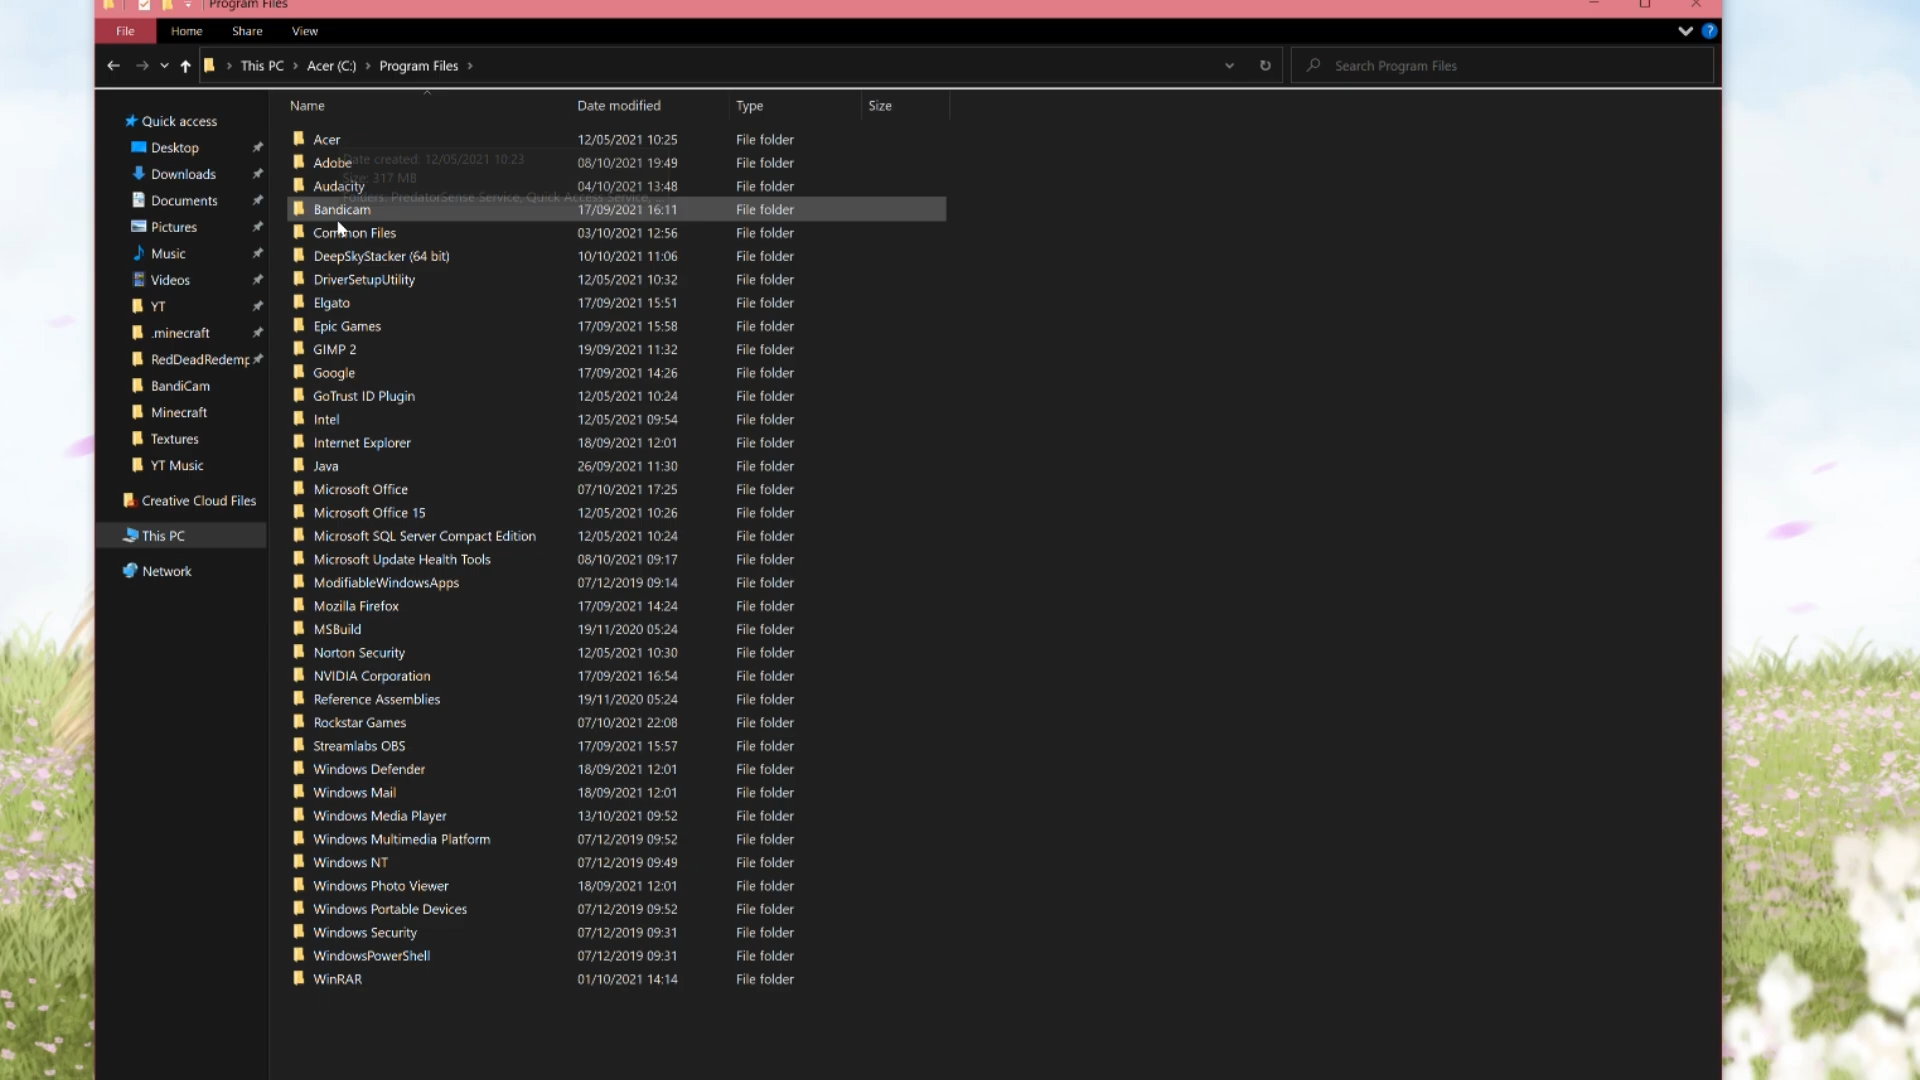 Program Files
File Home Share View
This PC Acer (C:) Program Files Search Program Files
Name Date modified Type Size
Quick access
Desktop
Downloads
Documents
Pictures
Music
Videos
YT
.minecraft
RedDeadRedemp
BandiCam
Minecraft
Textures
YT Music
Creative Cloud Files
This PC
Network
Acer 12/05/2021 10:25 File folder
Adobe 08/10/2021 19:49 File folder
Date created: 12/05/2021 10:23
Size: 317 MB
Audacity 04/10/2021 13:48 File folder
Folders: PredatorSense Service, Quick Access Service, ...
Bandicam 17/09/2021 16:11 File folder
Common Files 03/10/2021 12:56 File folder
DeepSkyStacker (64 bit) 10/10/2021 11:06 File folder
DriverSetupUtility 12/05/2021 10:32 File folder
Elgato 17/09/2021 15:51 File folder
Epic Games 17/09/2021 15:58 File folder
GIMP 2 19/09/2021 11:32 File folder
Google 17/09/2021 14:26 File folder
GoTrust ID Plugin 12/05/2021 10:24 File folder
Intel 12/05/2021 09:54 File folder
Internet Explorer 18/09/2021 12:01 File folder
Java 26/09/2021 11:30 File folder
Microsoft Office 07/10/2021 17:25 File folder
Microsoft Office 15 12/05/2021 10:26 File folder
Microsoft SQL Server Compact Edition 12/05/2021 10:24 File folder
Microsoft Update Health Tools 08/10/2021 09:17 File folder
ModifiableWindowsApps 07/12/2019 09:14 File folder
Mozilla Firefox 17/09/2021 14:24 File folder
MSBuild 19/11/2020 05:24 File folder
Norton Security 12/05/2021 10:30 File folder
NVIDIA Corporation 17/09/2021 16:54 File folder
Reference Assemblies 19/11/2020 05:24 File folder
Rockstar Games 07/10/2021 22:08 File folder
Streamlabs OBS 17/09/2021 15:57 File folder
Windows Defender 18/09/2021 12:01 File folder
Windows Mail 18/09/2021 12:01 File folder
Windows Media Player 13/10/2021 09:52 File folder
Windows Multimedia Platform 07/12/2019 09:52 File folder
Windows NT 07/12/2019 09:49 File folder
Windows Photo Viewer 18/09/2021 12:01 File folder
Windows Portable Devices 07/12/2019 09:52 File folder
Windows Security 07/12/2019 09:31 File folder
WindowsPowerShell 07/12/2019 09:31 File folder
WinRAR 01/10/2021 14:14 File folder